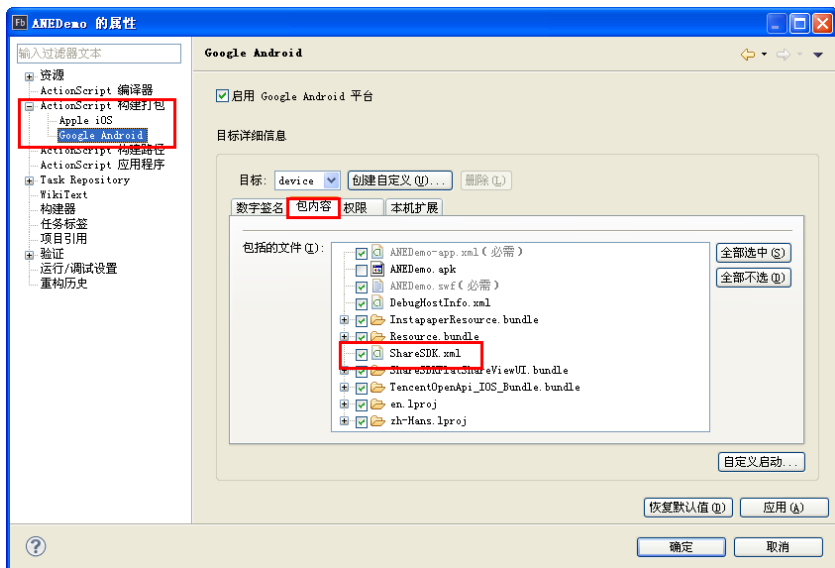 Fb ANEDemo 的属性
输入过滤器文本
资源
ActionScript 编译器
ActionScript 构建打包
Apple iOS
Google Android
ActionScript 构建路径
ActionScript 应用程序
Task Repository
WikiText
构建器
任务标签
项目引用
验证
运行/调试设置
重构历史
Google Android
启用 Google Android 平台
目标详细信息
目标: device 创建自定义(U)... 删除(L)
数字签名 包内容 权限 本机扩展
包括的文件(I):
ANEDemo-app.xml(必需)
ANEDemo.apk
ANEDemo.swf(必需)
DebugHostInfo.xml
InstapaperResource.bundle
Resource.bundle
ShareSDK.xml
ShareSDKFlatShareViewUI.bundle
TencentOpenApi_IOS_Bundle.bundle
en.lproj
zh-Hans.lproj
全部选中(S)
全部不选(D)
自定义启动...
恢复默认值(D) 应用(A)
? 确定 取消